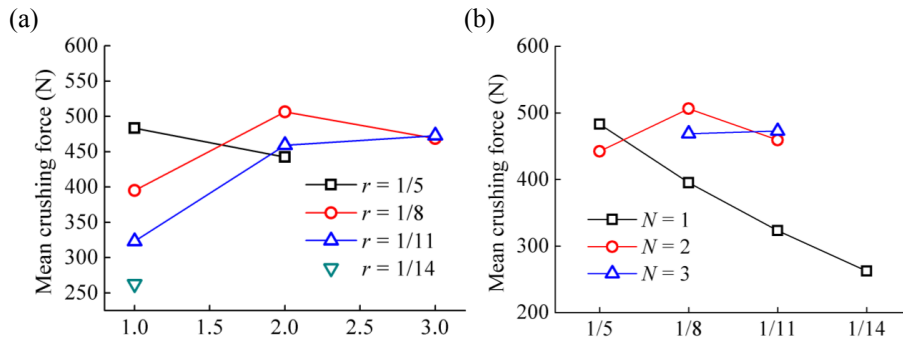 (a)
600
550
500
450
400
350
300
250
Mean crushing force (N)
r = 1/5
r = 1/8
r = 1/11
r = 1/14
1.0 1.5 2.0 2.5 3.0
(b)
600
500
400
300
200
Mean crushing force (N)
N = 1
N = 2
N = 3
1/5 1/8 1/11 1/14